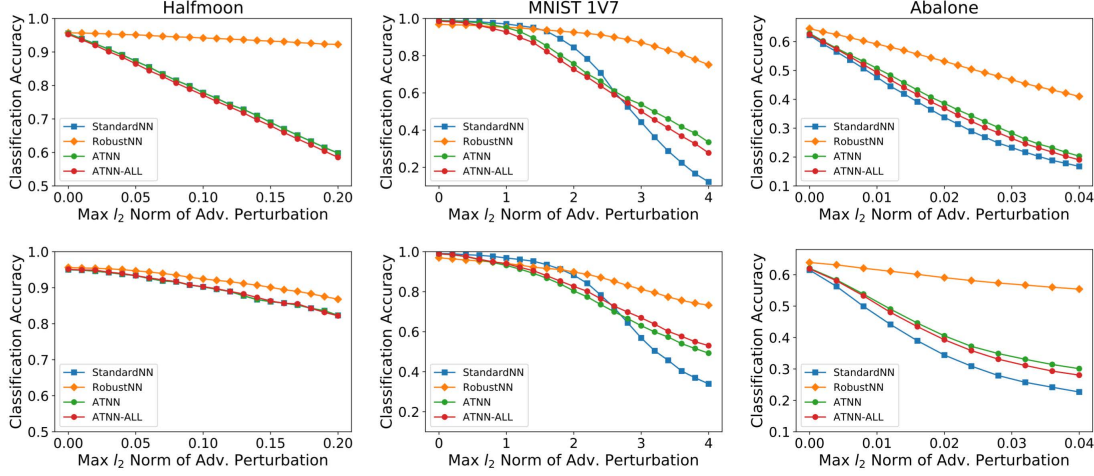 Halfmoon
MNIST 1V7
Abalone
Classification Accuracy
1.0
0.9
0.8
0.7
0.6
0.5
StandardNN
RobustNN
ATNN
ATNN-ALL
0.00 0.05 0.10 0.15 0.20
Max l2 Norm of Adv. Perturbation
Classification Accuracy
1.0
0.8
0.6
0.4
0.2
StandardNN
RobustNN
ATNN
ATNN-ALL
0 1 2 3 4
Max l2 Norm of Adv. Perturbation
Classification Accuracy
0.6
0.5
0.4
0.3
0.2
0.1
StandardNN
RobustNN
ATNN
ATNN-ALL
0.00 0.01 0.02 0.03 0.04
Max l2 Norm of Adv. Perturbation
Classification Accuracy
1.0
0.9
0.8
0.7
0.6
0.5
StandardNN
RobustNN
ATNN
ATNN-ALL
0.00 0.05 0.10 0.15 0.20
Max l2 Norm of Adv. Perturbation
Classification Accuracy
1.0
0.8
0.6
0.4
0.2
StandardNN
RobustNN
ATNN
ATNN-ALL
0 1 2 3 4
Max l2 Norm of Adv. Perturbation
Classification Accuracy
0.6
0.5
0.4
0.3
0.2
0.1
StandardNN
RobustNN
ATNN
ATNN-ALL
0.00 0.01 0.02 0.03 0.04
Max l2 Norm of Adv. Perturbation